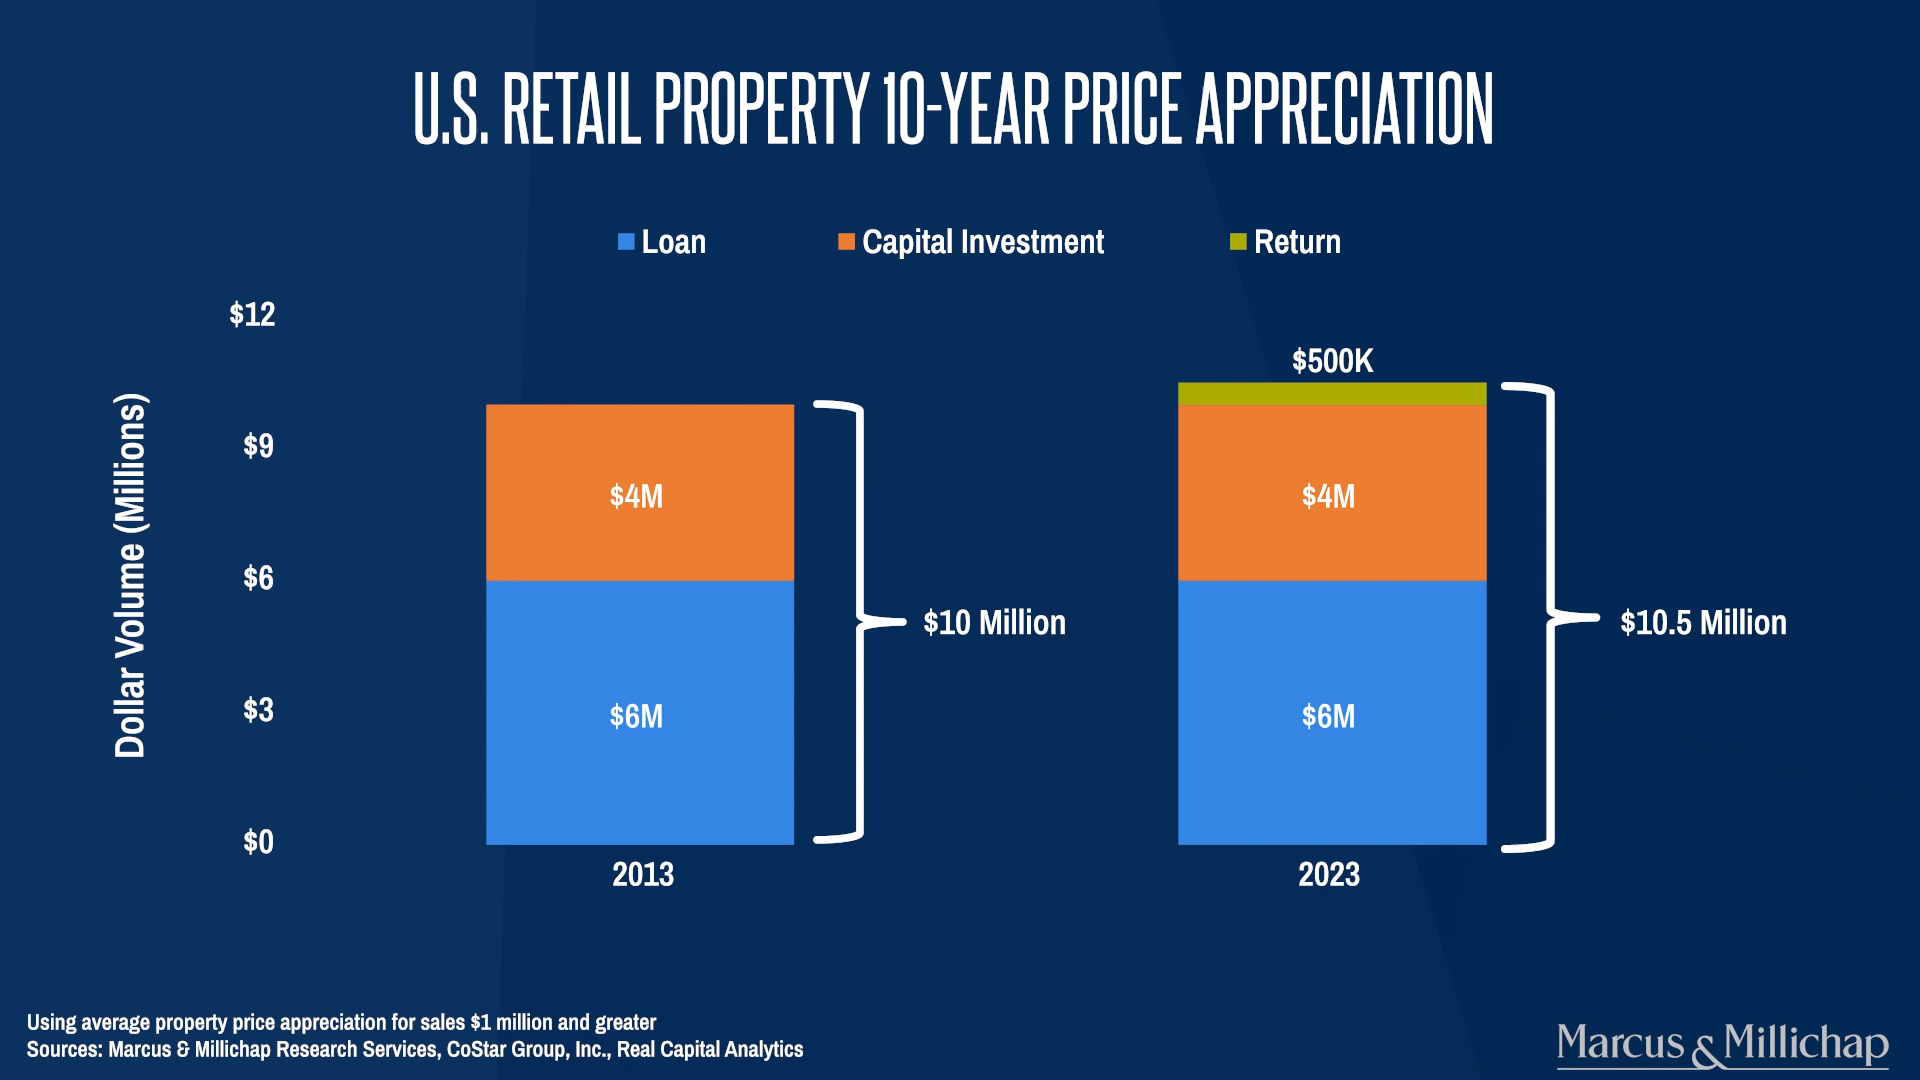 U.S. RETAIL PROPERTY 10-YEAR PRICE APPRECIATION
Loan
Capital Investment
Return
Dollar Volume (Millions)
$12
$9
$6
$3
$0
$4M
$6M
2013
$10 Million
$500K
$4M
$6M
2023
$10.5 Million
Using average property price appreciation for sales $1 million and greater
Sources: Marcus & Millichap Research Services, CoStar Group, Inc., Real Capital Analytics
Marcus & Millichap